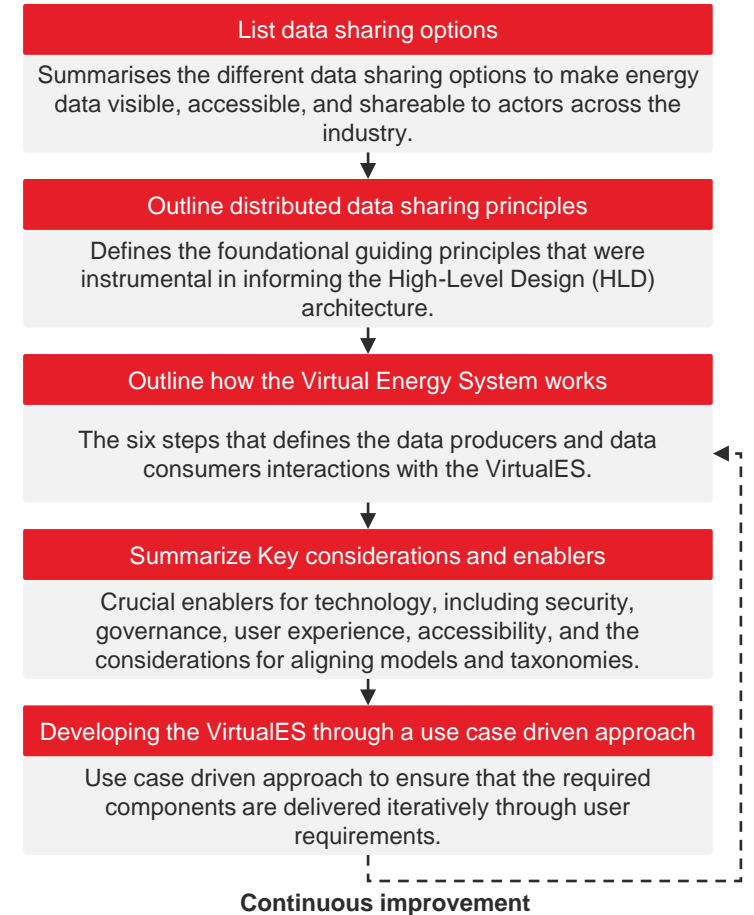 List data sharing options
Summarises the different data sharing options to make energy
data visible, accessible, and shareable to actors across the
industry.
Outline distributed data sharing principles
Defines the foundational guiding principles that were
instrumental in informing the High-Level Design (HLD)
architecture.
Outline how the Virtual Energy System works
The six steps that defines the data producers and data
consumers interactions with the VirtualES.
Summarize Key considerations and enablers
Crucial enablers for technology, including security,
governance, user experience, accessibility, and the
considerations for aligning models and taxonomies.
Developing the VirtualES through a use case driven approach
Use case driven approach to ensure that the required
components are delivered iteratively through user
requirements.
Continuous improvement